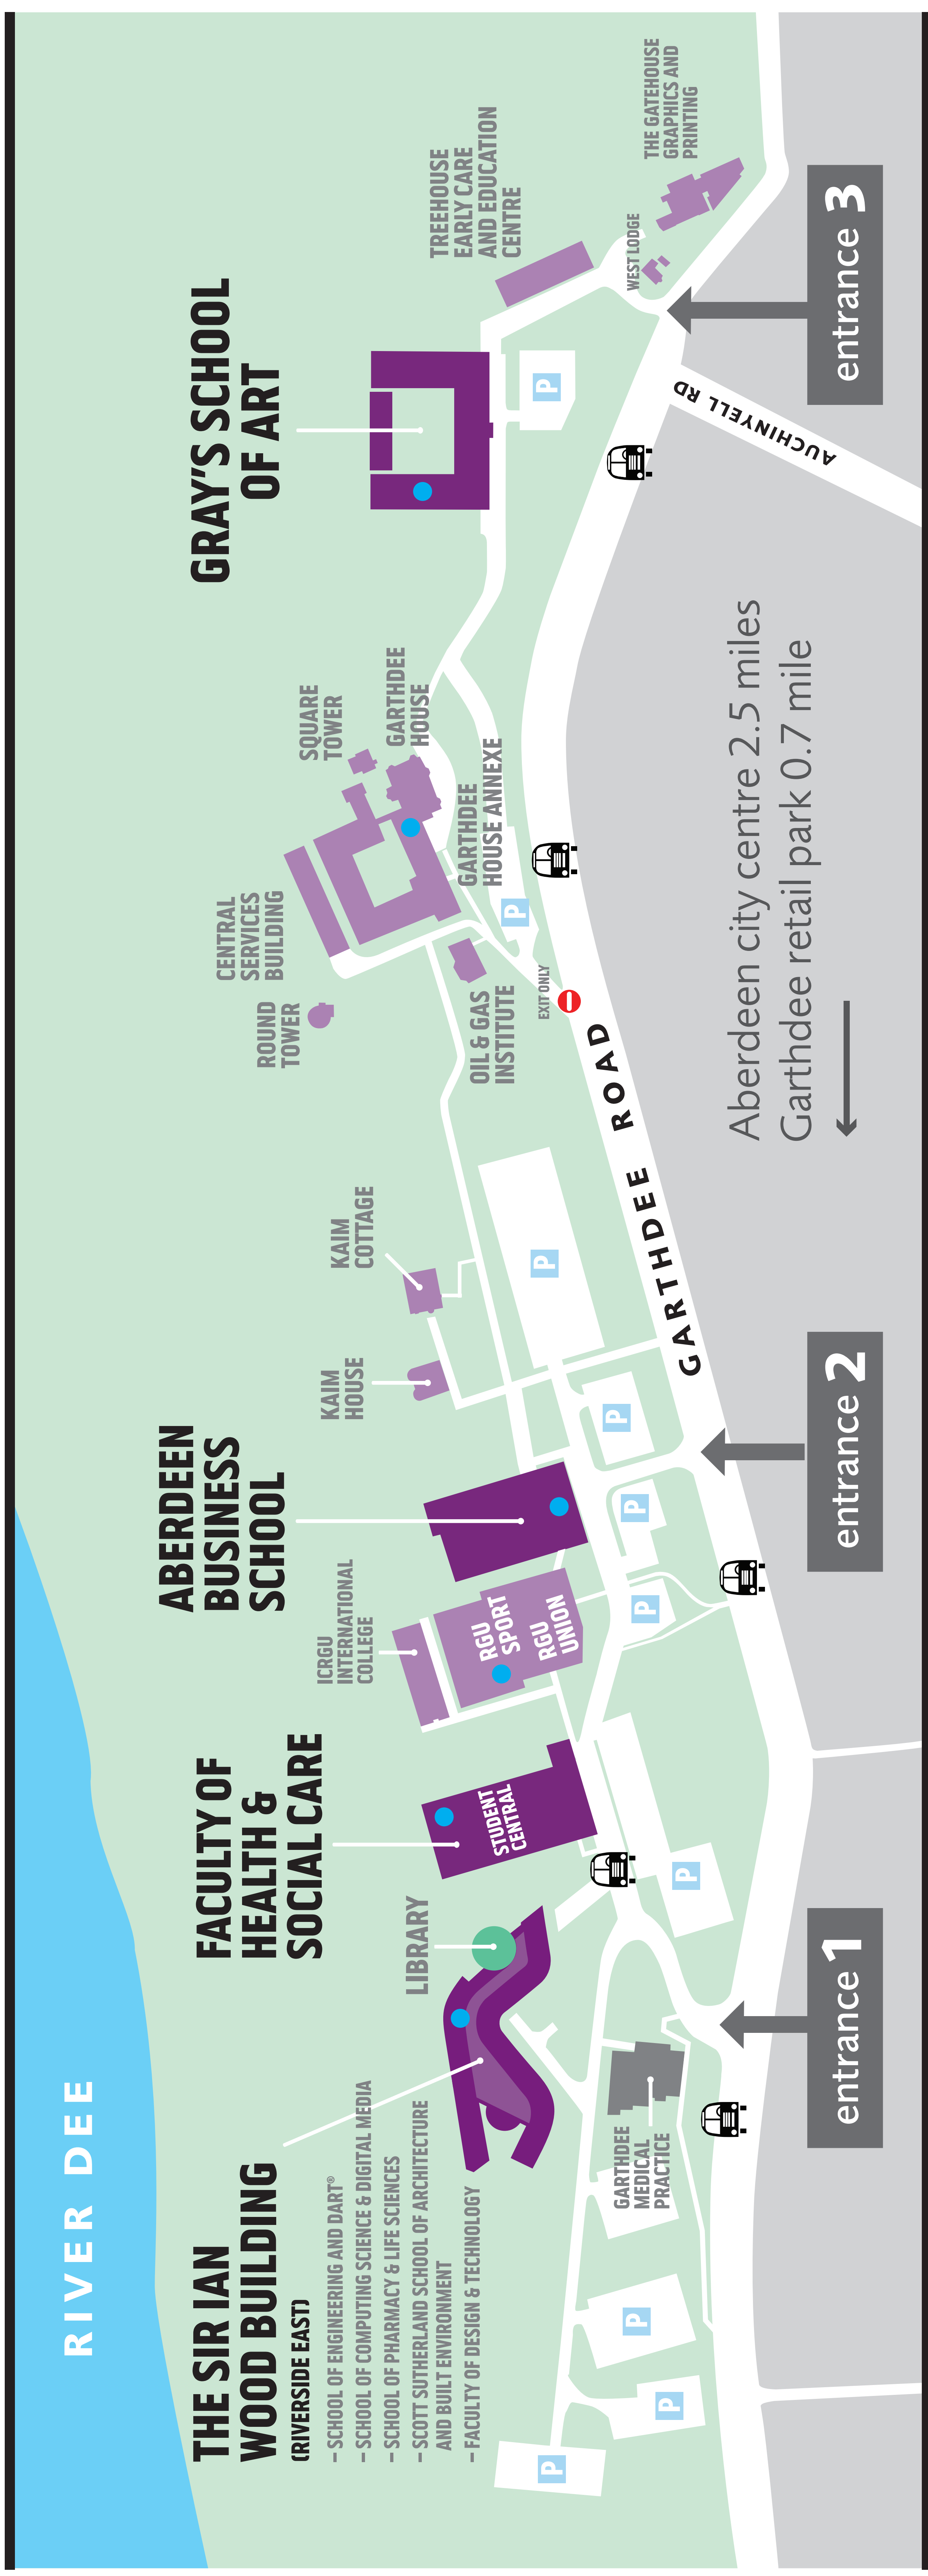 RIVER DEE
THE SIR IAN
WOOD BUILDING
(RIVERSIDE EAST)
– SCHOOL OF ENGINEERING AND DART®
– SCHOOL OF COMPUTING SCIENCE & DIGITAL MEDIA
– SCHOOL OF PHARMACY & LIFE SCIENCES
– SCOTT SUTHERLAND SCHOOL OF ARCHITECTURE
AND BUILT ENVIRONMENT
– FACULTY OF DESIGN & TECHNOLOGY
LIBRARY
FACULTY OF
HEALTH &
SOCIAL CARE
STUDENT
CENTRAL
ICRGU
INTERNATIONAL
COLLEGE
RGU
SPORT
RGU
UNION
ABERDEEN
BUSINESS
SCHOOL
KAIM
HOUSE
KAIM
COTTAGE
ROUND
TOWER
CENTRAL
SERVICES
BUILDING
SQUARE
TOWER
GARTHDEE
HOUSE
GARTHDEE
HOUSE ANNEXE
OIL & GAS
INSTITUTE
EXIT ONLY
GRAY'S SCHOOL
OF ART
TREEHOUSE
EARLY CARE
AND EDUCATION
CENTRE
WEST LODGE
THE GATEHOUSE
GRAPHICS AND
PRINTING
GARTHDEE
MEDICAL
PRACTICE
P
P
P
P
P
P
P
P
P
P
GARTHDEE ROAD
AUCHINYELL RD
Aberdeen city centre 2.5 miles
Garthdee retail park 0.7 mile
entrance 1
entrance 2
entrance 3